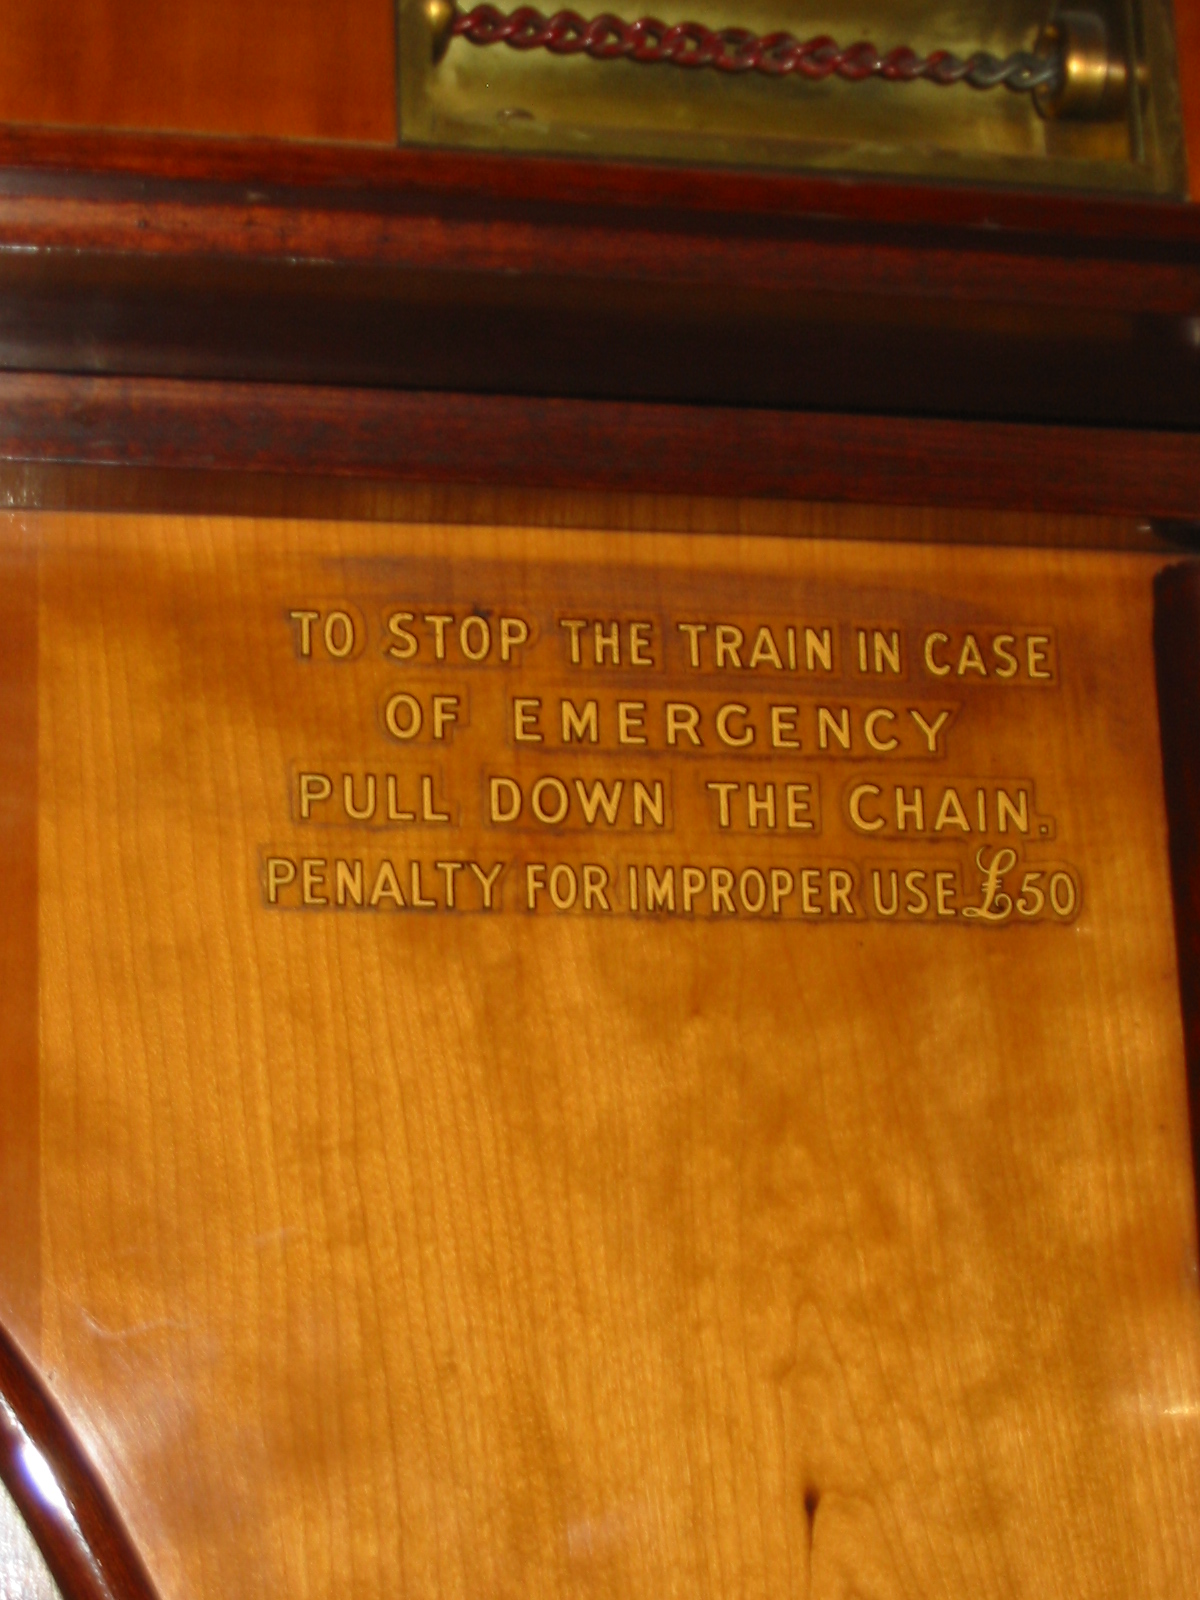 TO STOP THE TRAIN IN CASE
OF EMERGENCY
PULL DOWN THE CHAIN.
PENALTY FOR IMPROPER USE £50